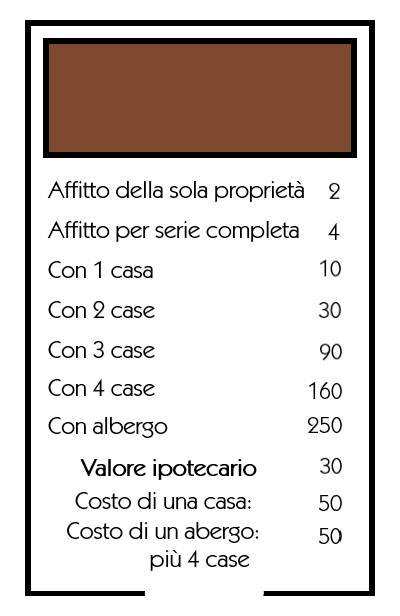 Affitto della sola proprietà 2
Affitto per serie completa 4
Con 1 casa 10
Con 2 case 30
Con 3 case 90
Con 4 case 160
Con albergo 250
Valore ipotecario 30
Costo di una casa: 50
Costo di un abergo: 50
più 4 case